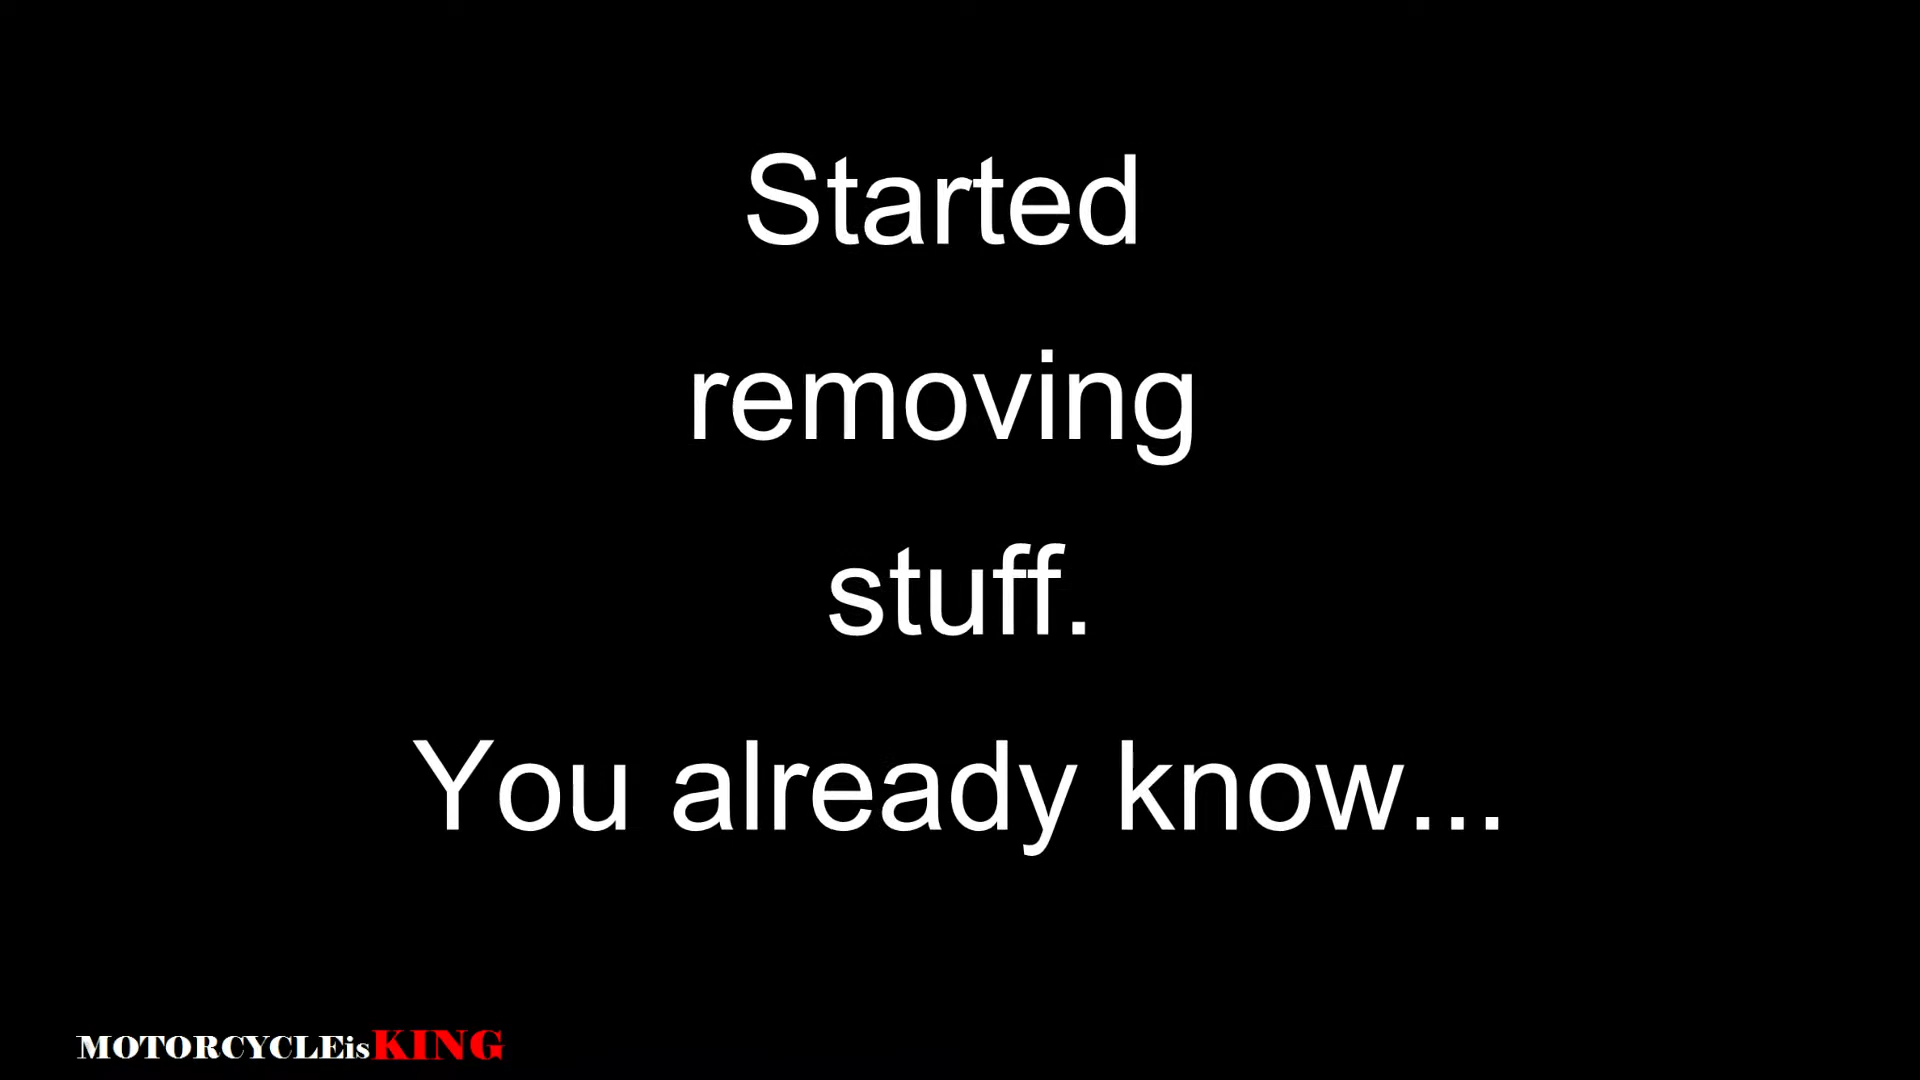 Started
removing
stuff.
You already know...
MOTORCYCLEisKING